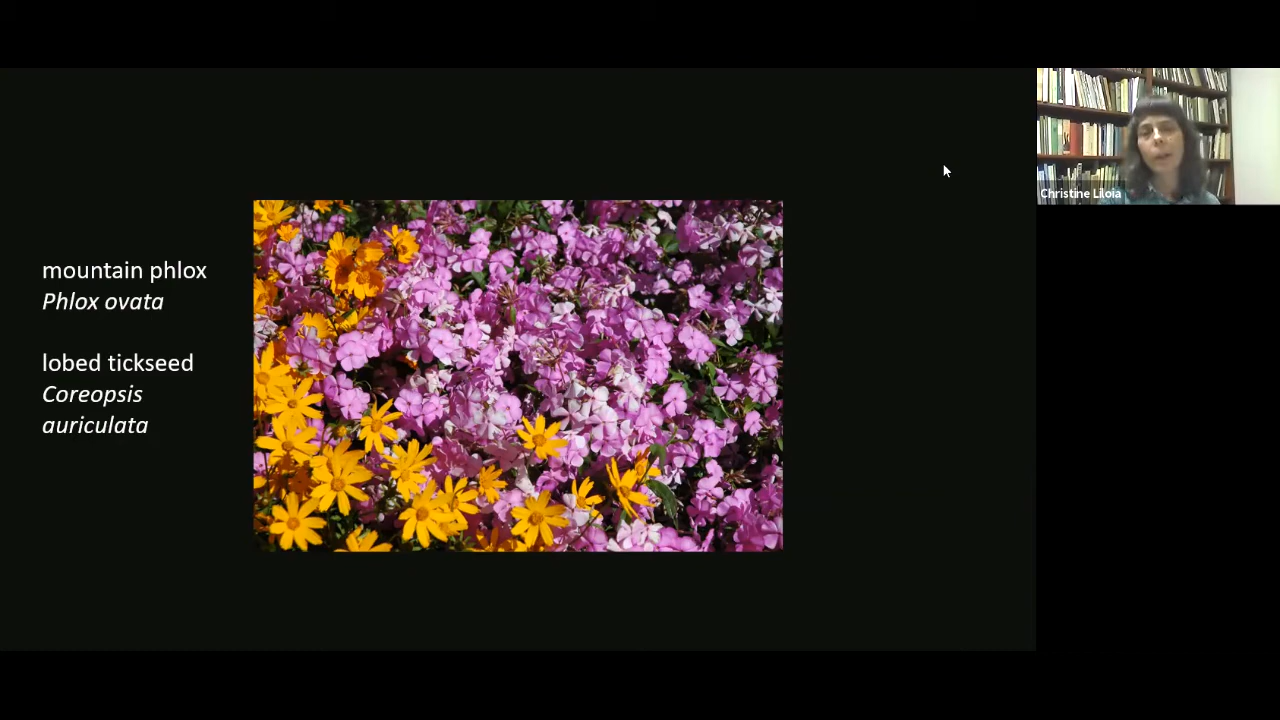 mountain phlox
Phlox ovata
lobed tickseed
Coreopsis
auriculata
Christine Liloia